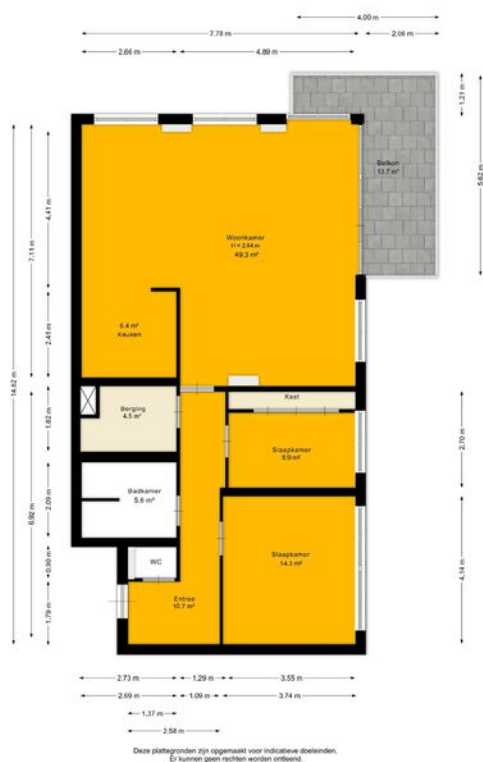 4.00 m
7.78 m
2.06 m
2.66 m
4.89 m
1.21 m
5.62 m
Balkon
13.7 m²
4.41 m
7.11 m
14.62 m
Woonkamer
H = 2.64 m
49.3 m²
6.4 m²
Keuken
2.41 m
Kast
Berging
4.5 m²
1.82 m
Slaapkamer
8.9 m²
2.70 m
Badkamer
5.6 m²
2.09 m
6.92 m
Slaapkamer
14.3 m²
4.14 m
WC
0.90 m
Entree
10.7 m²
1.79 m
2.73 m
1.29 m
3.55 m
2.69 m
1.09 m
3.74 m
1.37 m
2.58 m
Deze plattegronden zijn opgemaakt voor indicatieve doeleinden.
Er kunnen geen rechten worden ontleend.